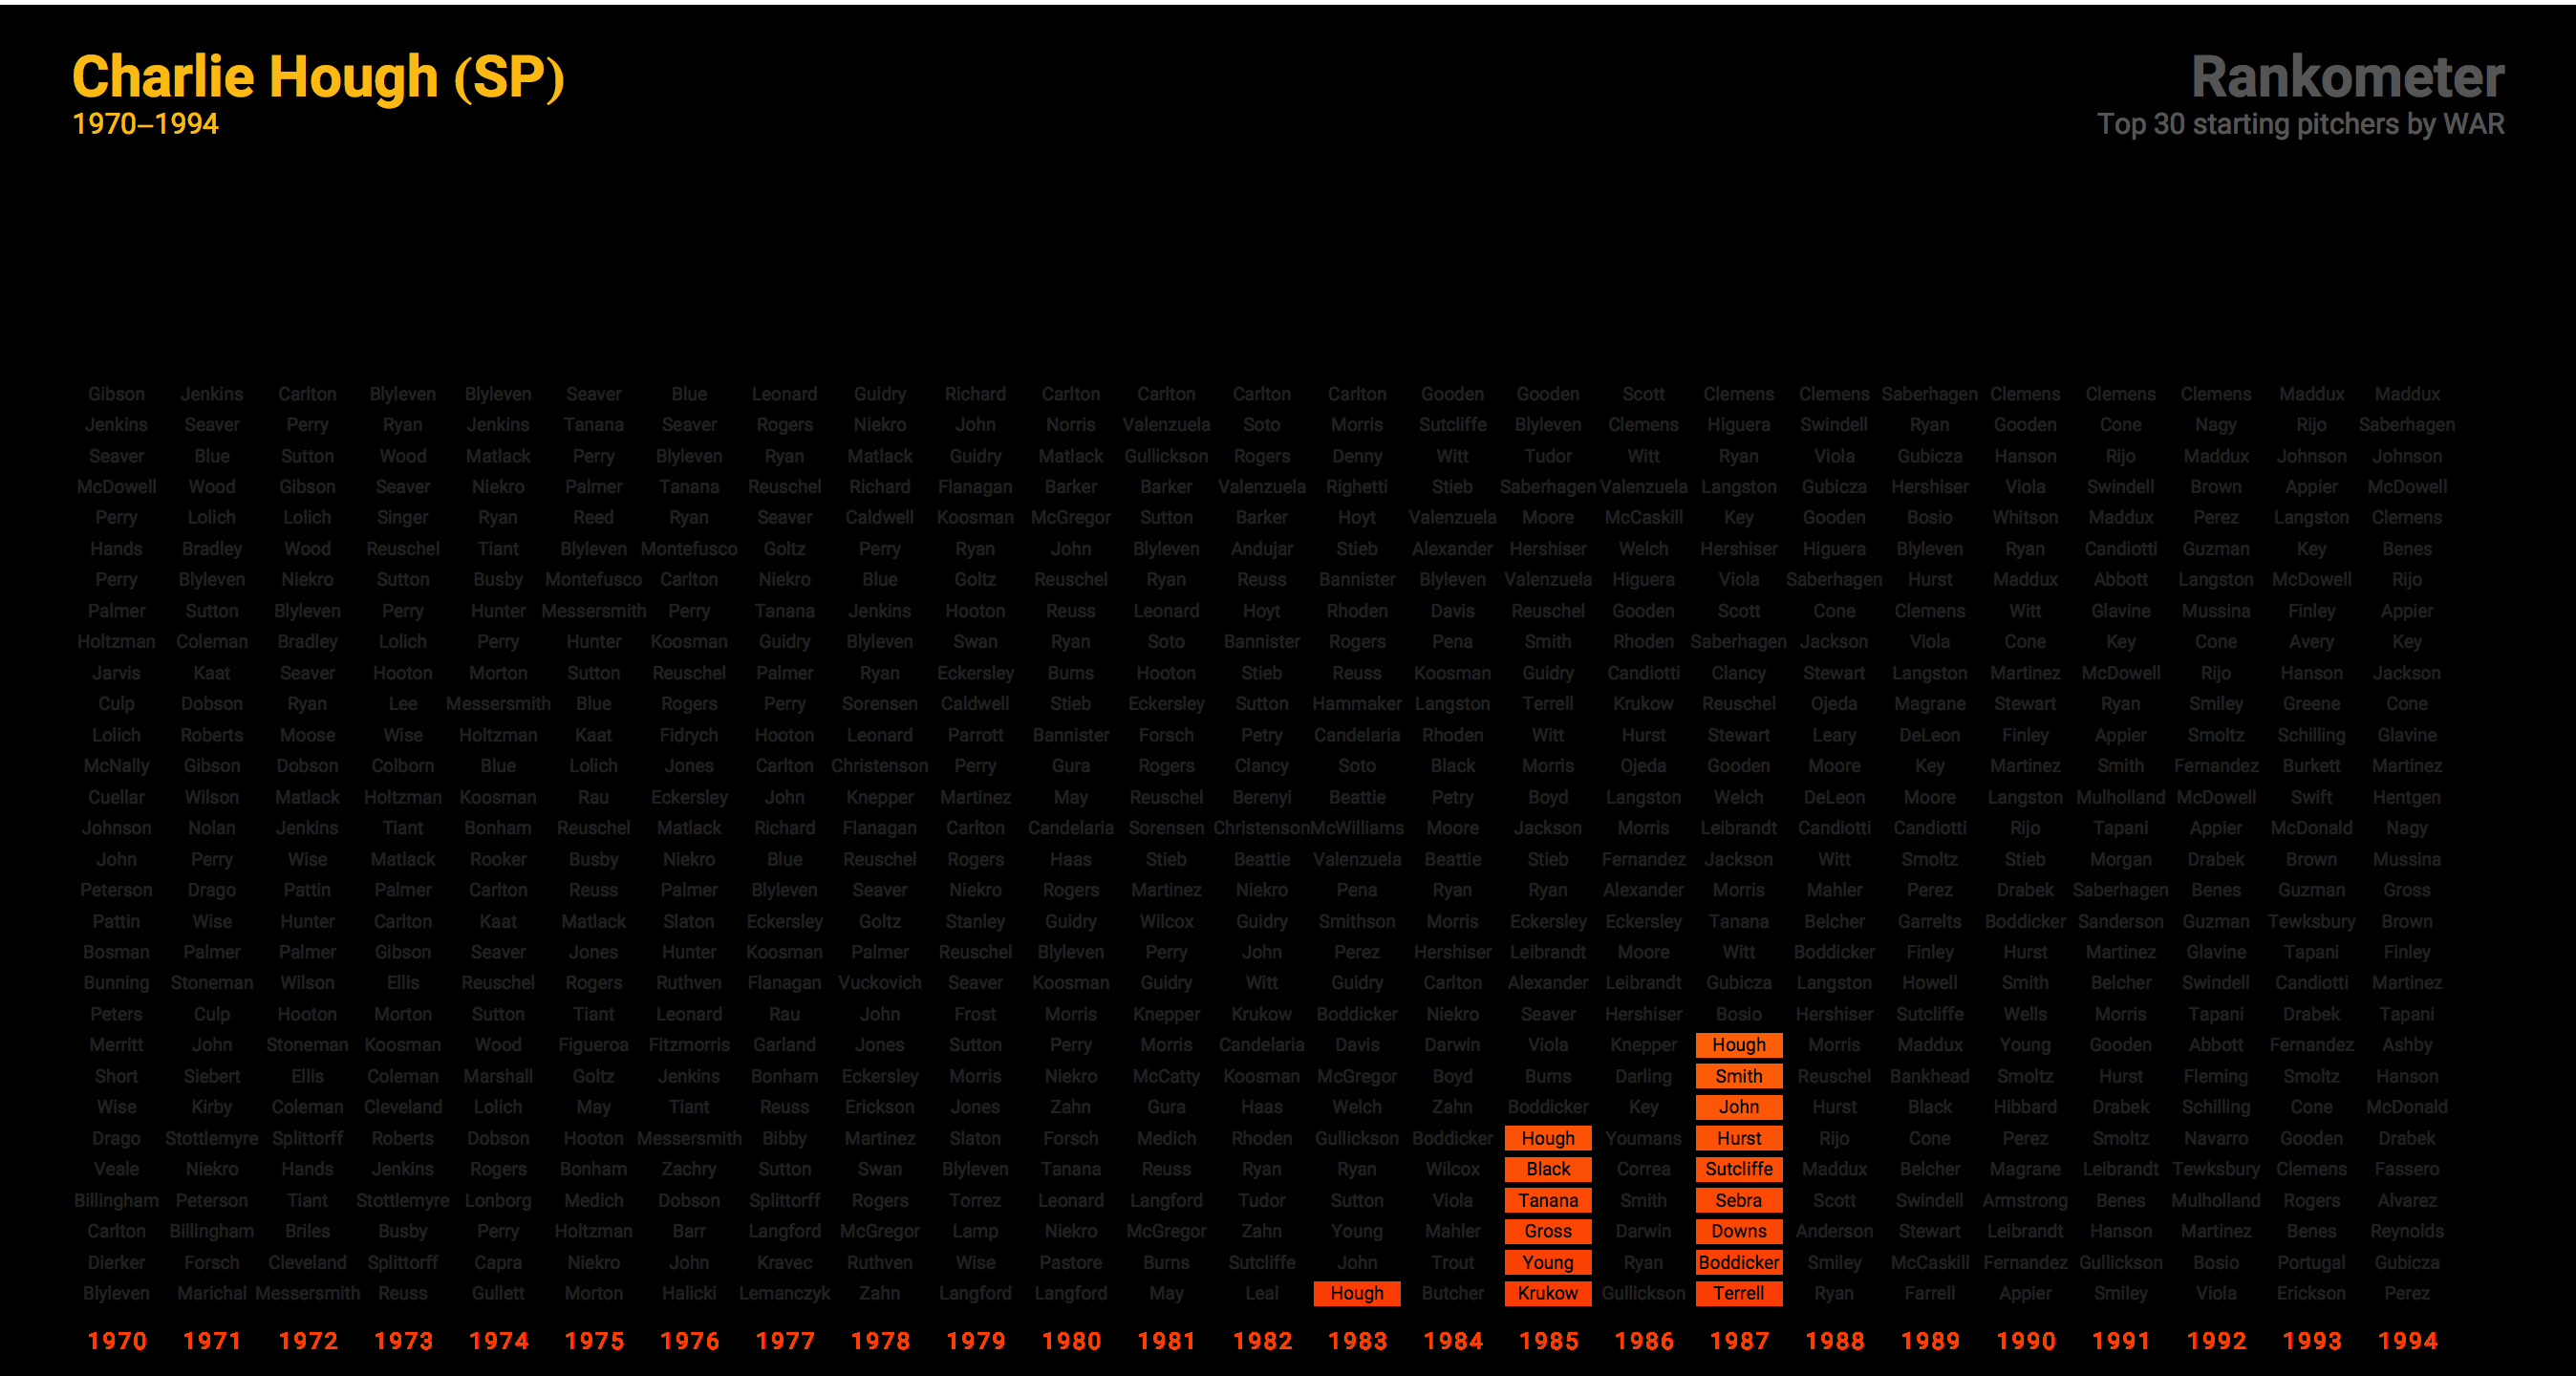 Charlie Hough (SP)
1970–1994
Rankometer
Top 30 starting pitchers by WAR
Gibson Jenkins Carlton Blyleven Blyleven Seaver Blue Leonard Guidry Richard Carlton Carlton Carlton Carlton Gooden Gooden Scott Clemens Clemens Saberhagen Clemens Clemens Clemens Maddux Maddux
Jenkins Seaver Perry Ryan Jenkins Tanana Seaver Rogers Niekro John Norris Valenzuela Soto Morris Sutcliffe Blyleven Clemens Higuera Swindell Ryan Gooden Cone Nagy Rijo Saberhagen
Seaver Blue Sutton Wood Matlack Perry Blyleven Ryan Matlack Guidry Matlack Gullickson Rogers Denny Witt Tudor Witt Ryan Viola Gubicza Hanson Rijo Maddux Johnson Johnson
McDowell Wood Gibson Seaver Niekro Palmer Tanana Reuschel Richard Flanagan Barker Barker Valenzuela Righetti Stieb Saberhagen Valenzuela Langston Gubicza Hershiser Viola Swindell Brown Appier McDowell
Perry Lolich Lolich Singer Ryan Reed Ryan Seaver Caldwell Koosman McGregor Sutton Barker Hoyt Valenzuela Moore McCaskill Key Gooden Bosio Whitson Maddux Perez Langston Clemens
Hands Bradley Wood Reuschel Tiant Blyleven Montefusco Goltz Perry Ryan John Blyleven Andujar Stieb Alexander Hershiser Welch Hershiser Higuera Blyleven Ryan Candiotti Guzman Key Benes
Perry Blyleven Niekro Sutton Busby Montefusco Carlton Niekro Blue Goltz Reuschel Ryan Reuss Bannister Blyleven Valenzuela Higuera Viola Saberhagen Hurst Maddux Abbott Langston McDowell Rijo
Palmer Sutton Blyleven Perry Hunter Messersmith Perry Tanana Jenkins Hooton Reuss Leonard Hoyt Rhoden Davis Reuschel Gooden Scott Cone Clemens Witt Glavine Mussina Finley Appier
Holtzman Coleman Bradley Lolich Perry Hunter Koosman Guidry Blyleven Swan Ryan Soto Bannister Rogers Pena Smith Rhoden Saberhagen Jackson Viola Cone Key Cone Avery Key
Jarvis Kaat Seaver Hooton Morton Sutton Reuschel Palmer Ryan Eckersley Burns Hooton Stieb Reuss Koosman Guidry Candiotti Clancy Stewart Langston Martinez McDowell Rijo Hanson Jackson
Culp Dobson Ryan Lee Messersmith Blue Rogers Perry Sorensen Caldwell Stieb Eckersley Sutton Hammaker Langston Terrell Krukow Reuschel Ojeda Magrane Stewart Ryan Smiley Greene Cone
Lolich Roberts Moose Wise Holtzman Kaat Fidrych Hooton Leonard Parrott Bannister Forsch Petry Candelaria Rhoden Witt Hurst Stewart Leary DeLeon Finley Appier Smoltz Schilling Glavine
McNally Gibson Dobson Colborn Blue Lolich Jones Carlton Christenson Perry Gura Rogers Clancy Soto Black Morris Ojeda Gooden Moore Key Martinez Smith Fernandez Burkett Martinez
Cuellar Wilson Matlack Holtzman Koosman Rau Eckersley John Knepper Martinez May Reuschel Berenyi Beattie Petry Boyd Langston Welch DeLeon Moore Langston Mulholland McDowell Swift Hentgen
Johnson Nolan Jenkins Tiant Bonham Reuschel Matlack Richard Flanagan Carlton Candelaria Sorensen Christenson McWilliams Moore Jackson Morris Leibrandt Candiotti Candiotti Rijo Tapani Appier McDonald Nagy
John Perry Wise Matlack Rooker Busby Niekro Blue Reuschel Rogers Haas Stieb Beattie Valenzuela Beattie Stieb Fernandez Jackson Witt Smoltz Stieb Morgan Drabek Brown Mussina
Peterson Drago Pattin Palmer Carlton Reuss Palmer Blyleven Seaver Niekro Rogers Martinez Niekro Pena Ryan Ryan Alexander Morris Mahler Perez Drabek Saberhagen Benes Guzman Gross
Pattin Wise Hunter Carlton Kaat Matlack Slaton Eckersley Goltz Stanley Guidry Wilcox Guidry Smithson Morris Eckersley Eckersley Tanana Belcher Garrelts Boddicker Sanderson Guzman Tewksbury Brown
Bosman Palmer Palmer Gibson Seaver Jones Hunter Koosman Palmer Reuschel Blyleven Perry John Perez Hershiser Leibrandt Moore Witt Boddicker Finley Hurst Martinez Glavine Tapani Finley
Bunning Stoneman Wilson Ellis Reuschel Rogers Ruthven Flanagan Vuckovich Seaver Koosman Guidry Witt Guidry Carlton Alexander Leibrandt Gubicza Langston Howell Smith Belcher Swindell Candiotti Martinez
Peters Culp Hooton Morton Sutton Tiant Leonard Rau John Frost Morris Knepper Krukow Boddicker Niekro Seaver Hershiser Bosio Hershiser Sutcliffe Wells Morris Tapani Drabek Tapani
Merritt John Stoneman Koosman Wood Figueroa Fitzmorris Garland Jones Sutton Perry Morris Candelaria Davis Darwin Viola Knepper Hough Morris Maddux Young Gooden Abbott Fernandez Ashby
Short Siebert Ellis Coleman Marshall Goltz Jenkins Bonham Eckersley Morris Niekro McCatty Koosman McGregor Boyd Burns Darling Smith Reuschel Bankhead Smoltz Hurst Fleming Smoltz Hanson
Wise Kirby Coleman Cleveland Lolich May Tiant Reuss Erickson Jones Zahn Gura Haas Welch Zahn Boddicker Key John Hurst Black Hibbard Drabek Schilling Cone McDonald
Drago Stottlemyre Splittorff Roberts Dobson Hooton Messersmith Bibby Martinez Slaton Forsch Medich Rhoden Gullickson Boddicker Hough Youmans Hurst Rijo Cone Perez Smoltz Navarro Gooden Drabek
Veale Niekro Hands Jenkins Rogers Bonham Zachry Sutton Swan Blyleven Tanana Reuss Ryan Ryan Wilcox Black Correa Sutcliffe Maddux Belcher Magrane Leibrandt Tewksbury Clemens Fassero
Billingham Peterson Tiant Stottlemyre Lonborg Medich Dobson Splittorff Rogers Torrez Leonard Langford Tudor Sutton Viola Tanana Smith Sebra Scott Swindell Armstrong Benes Mulholland Rogers Alvarez
Carlton Billingham Briles Busby Perry Holtzman Barr Langford McGregor Lamp Niekro McGregor Zahn Young Mahler Gross Darwin Downs Anderson Stewart Leibrandt Hanson Martinez Benes Reynolds
Dierker Forsch Cleveland Splittorff Capra Niekro John Kravec Ruthven Wise Pastore Burns Sutcliffe John Trout Young Ryan Boddicker Smiley McCaskill Fernandez Gullickson Bosio Portugal Gubicza
Blyleven Marichal Messersmith Reuss Gullett Morton Halicki Lemanczyk Zahn Langford Langford May Leal Hough Butcher Krukow Gullickson Terrell Ryan Farrell Appier Smiley Viola Erickson Perez
1970 1971 1972 1973 1974 1975 1976 1977 1978 1979 1980 1981 1982 1983 1984 1985 1986 1987 1988 1989 1990 1991 1992 1993 1994